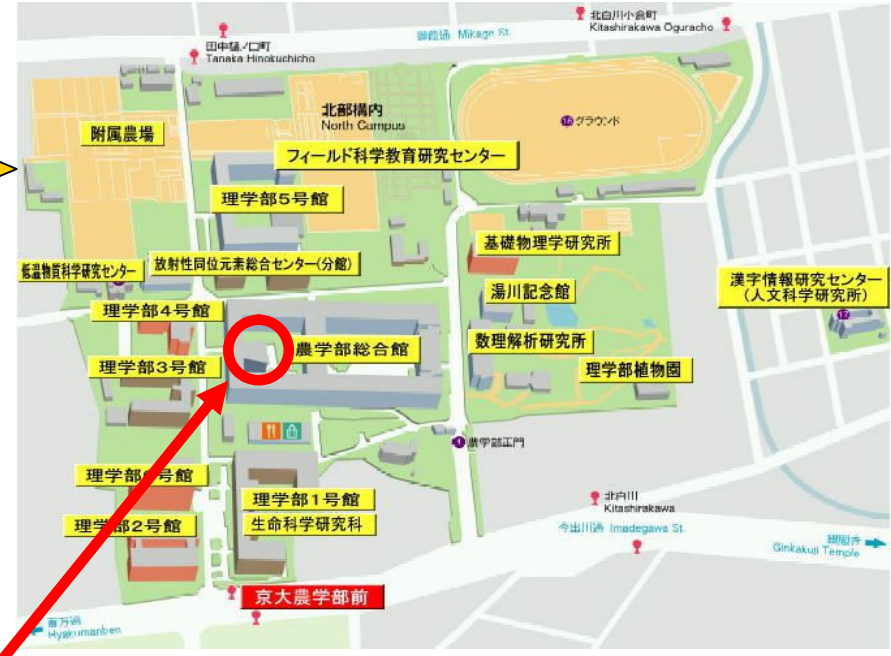 北白川小倉町
Kitashirakawa Oguracho
御蔭通 Mikage St.
田中樋ノ口町
Tanaka Hinokuchicho
北部構内
North Campus
15 グラウンド
附属農場
フィールド科学教育研究センター
理学部5号館
基礎物理学研究所
低温物質科学研究センター
放射性同位元素総合センター(分館)
湯川記念館
漢字情報研究センター
(人文科学研究所)
17
理学部4号館
農学部総合館
数理解析研究所
理学部3号館
理学部植物園
1 農学部正門
理学部 号館
理学部1号館
北白川
Kitashirakawa
理学部2号館
生命科学研究科
今出川通 Imadegawa St.
銀閣寺
Ginkakuji Temple
京大農学部前
百万遍
Hyakumanben